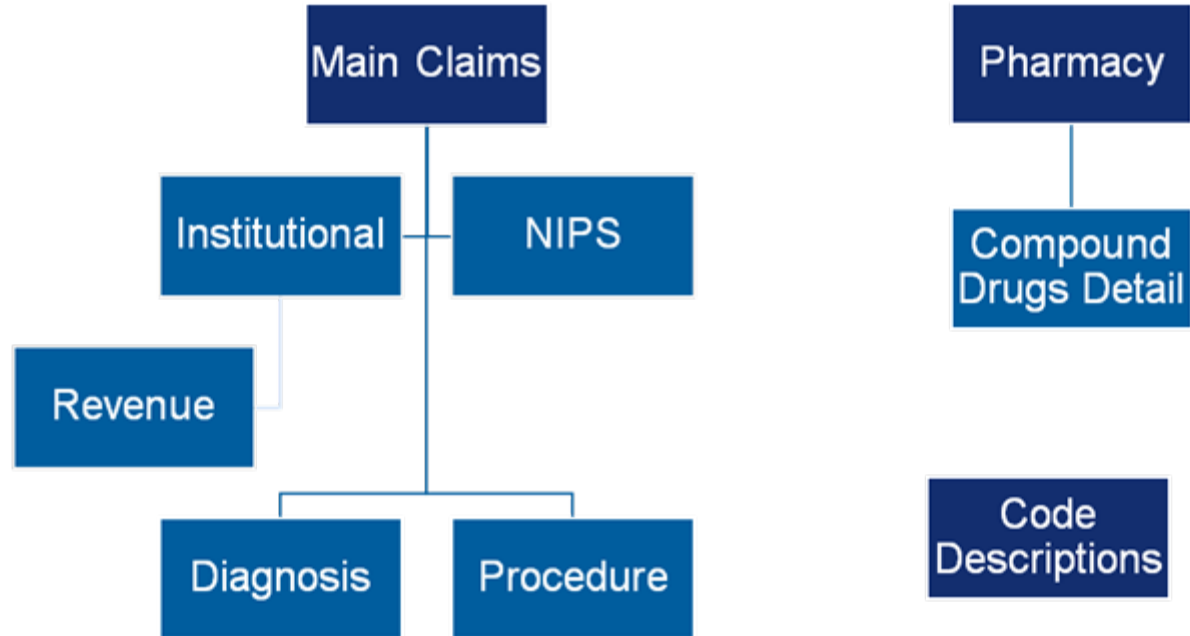 Main Claims
Pharmacy
Institutional
NIPS
Compound
Drugs Detail
Revenue
Code
Descriptions
Diagnosis
Procedure